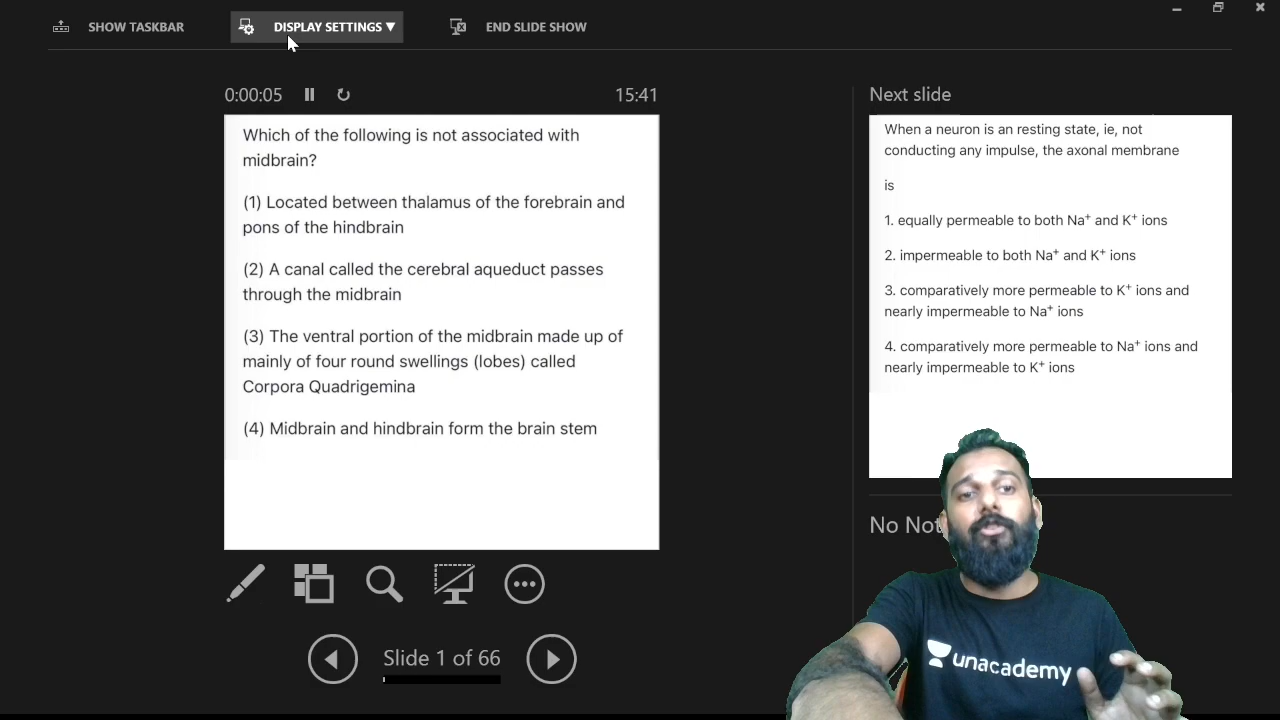 SHOW TASKBAR
DISPLAY SETTINGS ▼
END SLIDE SHOW
0:00:05
15:41
Which of the following is not associated with
midbrain?
(1) Located between thalamus of the forebrain and
pons of the hindbrain
(2) A canal called the cerebral aqueduct passes
through the midbrain
(3) The ventral portion of the midbrain made up of
mainly of four round swellings (lobes) called
Corpora Quadrigemina
(4) Midbrain and hindbrain form the brain stem
Slide 1 of 66
Next slide
When a neuron is an resting state, ie, not
conducting any impulse, the axonal membrane
is
1. equally permeable to both Na⁺ and K⁺ ions
2. impermeable to both Na⁺ and K⁺ ions
3. comparatively more permeable to K⁺ ions and
nearly impermeable to Na⁺ ions
4. comparatively more permeable to Na⁺ ions and
nearly impermeable to K⁺ ions
No Not
unacademy